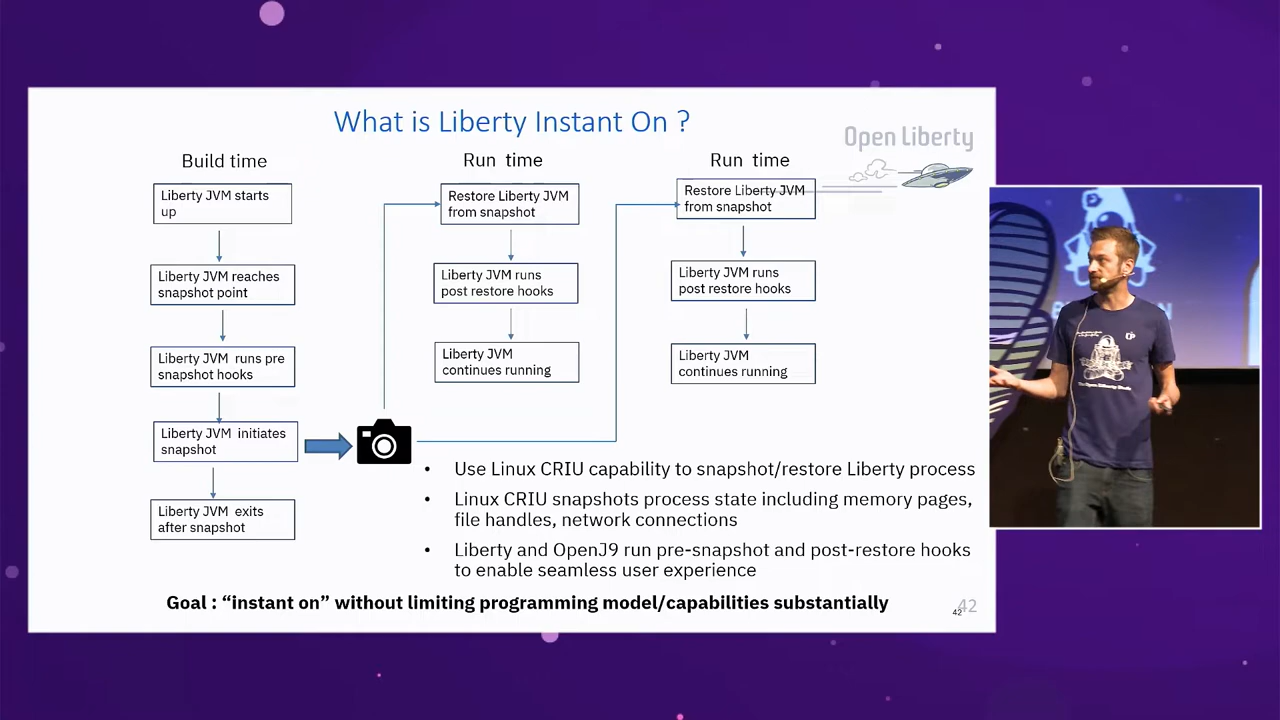 What is Liberty Instant On ?
Open Liberty
Build time
Liberty JVM starts
up
Liberty JVM reaches
snapshot point
Liberty JVM runs pre
snapshot hooks
Liberty JVM initiates
snapshot
Liberty JVM exits
after snapshot
Run time
Restore Liberty JVM
from snapshot
Liberty JVM runs
post restore hooks
Liberty JVM
continues running
Run time
Restore Liberty JVM
from snapshot
Liberty JVM runs
post restore hooks
Liberty JVM
continues running
• Use Linux CRIU capability to snapshot/restore Liberty process
• Linux CRIU snapshots process state including memory pages,
file handles, network connections
• Liberty and OpenJ9 run pre-snapshot and post-restore hooks
to enable seamless user experience
Goal : “instant on” without limiting programming model/capabilities substantially
42
42